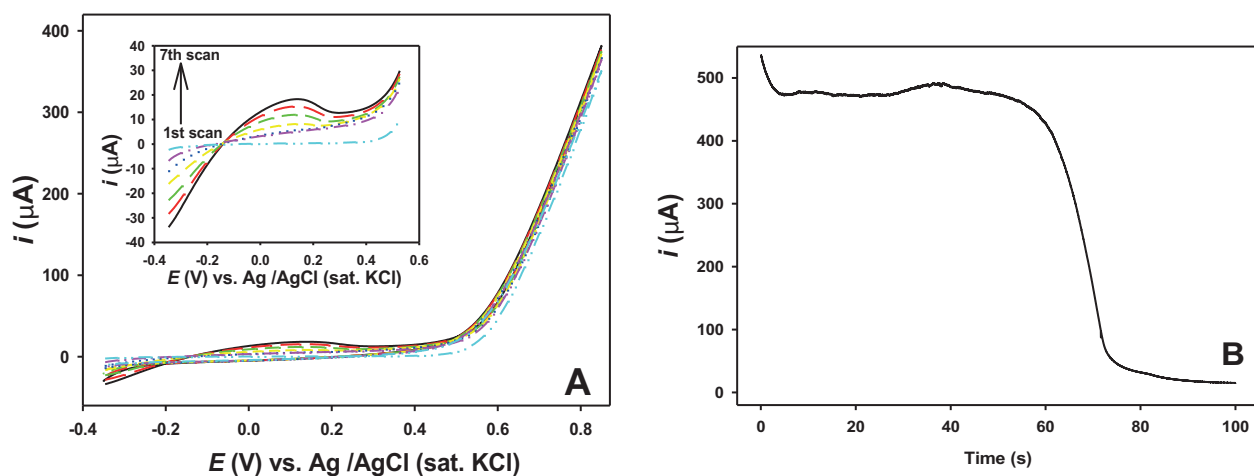 400
300
200
100
0
-0.4 -0.2 0.0 0.2 0.4 0.6 0.8
i (µA)
E (V) vs. Ag /AgCl (sat. KCl)
A
40
30
20
10
0
-10
-20
-30
-40
-0.4 -0.2 0.0 0.2 0.4 0.6
i (µA)
E (V) vs. Ag /AgCl (sat. KCl)
7th scan
1st scan
500
400
300
200
100
0
0 20 40 60 80 100
i (µA)
Time (s)
B